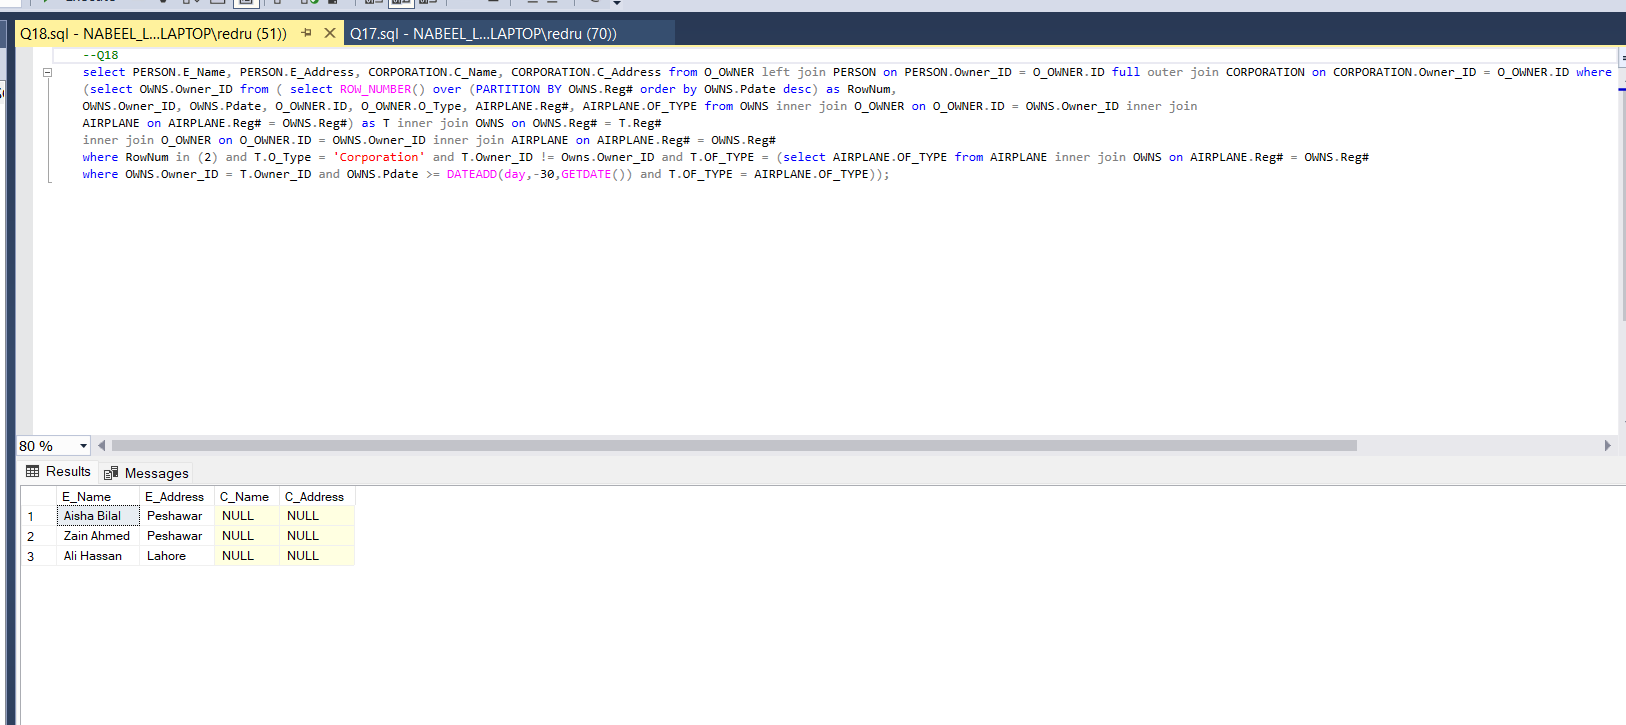 Q18.sql - NABEEL_L...LAPTOP\redru (51))
Q17.sql - NABEEL_L...LAPTOP\redru (70))
--Q18
select PERSON.E_Name, PERSON.E_Address, CORPORATION.C_Name, CORPORATION.C_Address from O_OWNER left join PERSON on PERSON.Owner_ID = O_OWNER.ID full outer join CORPORATION on CORPORATION.Owner_ID = O_OWNER.ID where
(select OWNS.Owner_ID from ( select ROW_NUMBER() over (PARTITION BY OWNS.Reg# order by OWNS.Pdate desc) as RowNum,
OWNS.Owner_ID, OWNS.Pdate, O_OWNER.ID, O_OWNER.O_Type, AIRPLANE.Reg#, AIRPLANE.OF_TYPE from OWNS inner join O_OWNER on O_OWNER.ID = OWNS.Owner_ID inner join
AIRPLANE on AIRPLANE.Reg# = OWNS.Reg#) as T inner join OWNS on OWNS.Reg# = T.Reg#
inner join O_OWNER on O_OWNER.ID = OWNS.Owner_ID inner join AIRPLANE on AIRPLANE.Reg# = OWNS.Reg#
where RowNum in (2) and T.O_Type = 'Corporation' and T.Owner_ID != Owns.Owner_ID and T.OF_TYPE = (select AIRPLANE.OF_TYPE from AIRPLANE inner join OWNS on AIRPLANE.Reg# = OWNS.Reg#
where OWNS.Owner_ID = T.Owner_ID and OWNS.Pdate >= DATEADD(day,-30,GETDATE()) and T.OF_TYPE = AIRPLANE.OF_TYPE));
80 %
Results Messages
E_Name E_Address C_Name C_Address
1 Aisha Bilal Peshawar NULL NULL
2 Zain Ahmed Peshawar NULL NULL
3 Ali Hassan Lahore NULL NULL